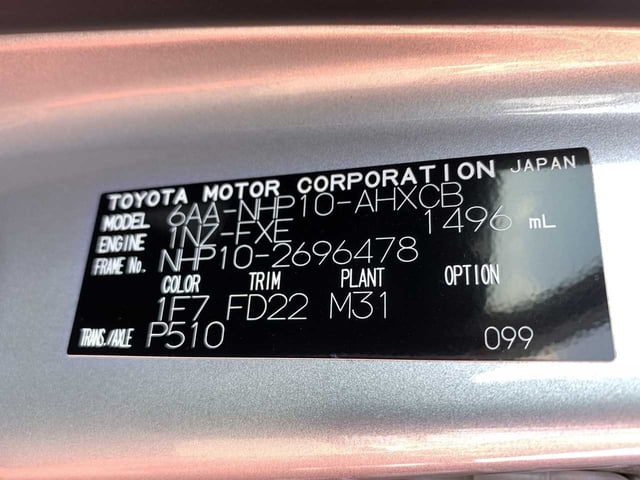 TOYOTA MOTOR CORPORATION JAPAN
MODEL 6AA-NHP10-AHXCB
ENGINE 1NZ-FXE 1496 mL
FRAME No. NHP10-2696478
COLOR TRIM PLANT OPTION
1F7 FD22 M31
TRANS./AXLE P510 099